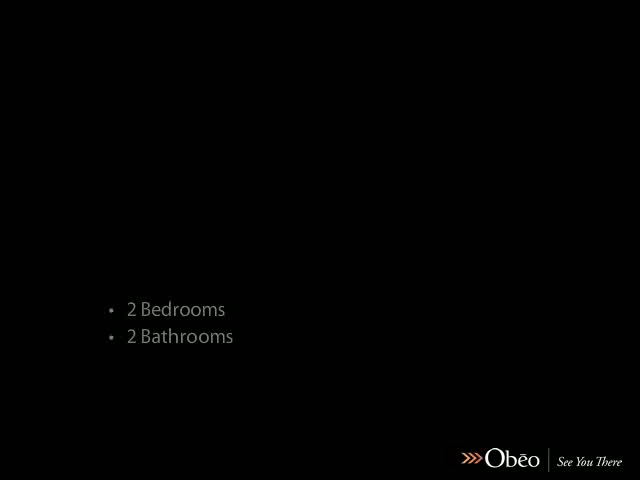 • 2 Bedrooms
• 2 Bathrooms
Obēo | See You There